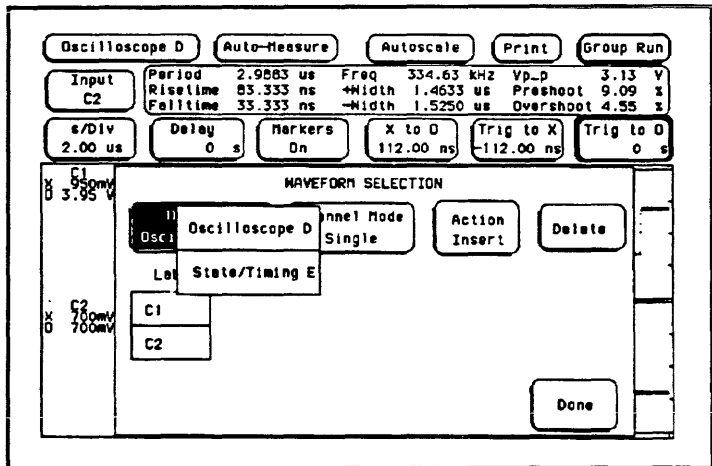 Oscilloscope D Auto-Measure Autoscale Print Group Run
Input C2
Period 2.9883 us Freq 334.63 kHz Vp_p 3.13 V
Risetime 83.333 ns +Width 1.4633 us Preshoot 9.09 %
Falltime 33.333 ns -Width 1.5250 us Overshoot 4.55 %
s/Div Delay Markers X to O Trig to X Trig to O
2.00 us 0 s On 112.00 ns -112.00 ns 0 s
C1
X 950mV
O 3.95 V
WAVEFORM SELECTION
Osci
Oscilloscope D
State/Timing E
nnel Mode
Single
Action
Insert
Delete
Lab
C1
C2
C2
X 700mV
O 700mV
Done